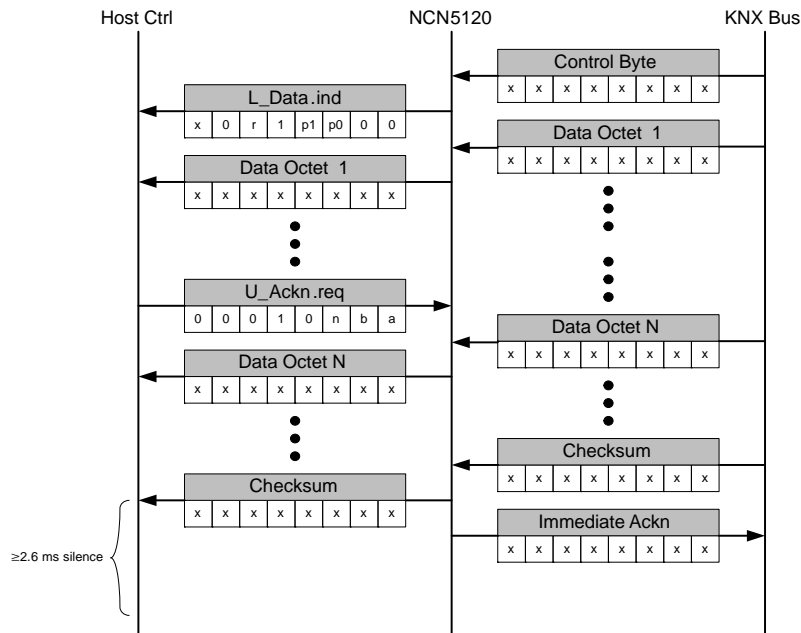 Host Ctrl NCN5120 KNX Bus
Control Byte
x x x x x x x x
L_Data.ind
x 0 r 1 p1 p0 0 0
Data Octet 1
x x x x x x x x
Data Octet 1
x x x x x x x x
U_Ackn.req
0 0 0 1 0 n b a
Data Octet N
x x x x x x x x
Data Octet N
x x x x x x x x
Checksum
x x x x x x x x
Checksum
x x x x x x x x
Immediate Ackn
x x x x x x x x
≥2.6 ms silence